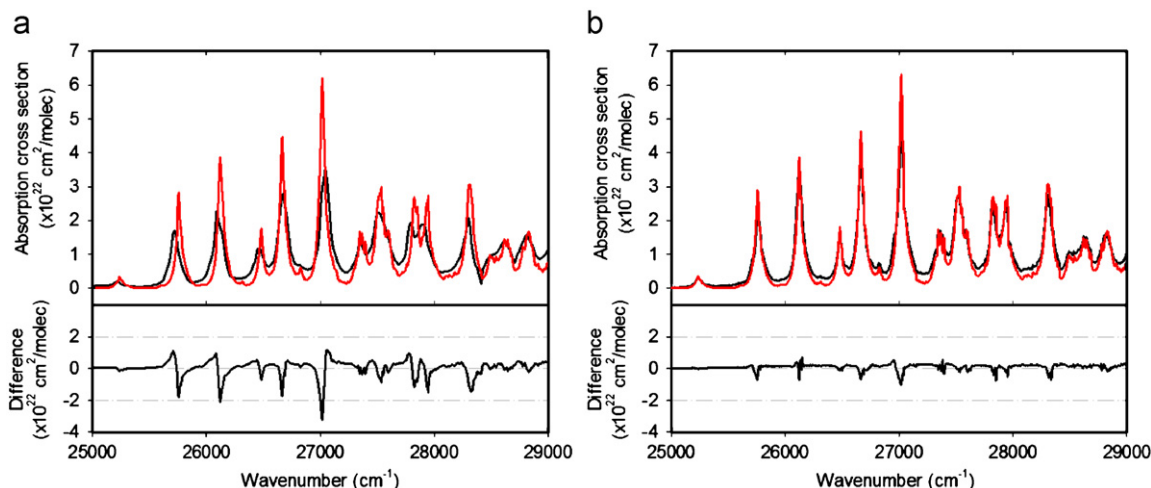 a
7
6
5
4
3
2
1
0
Absorption cross section
(x10²² cm²/molec)
2
0
-2
-4
Difference
(x10²² cm²/molec)
25000 26000 27000 28000 29000
Wavenumber (cm⁻¹)
b
7
6
5
4
3
2
1
0
Absorption cross section
(x10²² cm²/molec)
2
0
-2
-4
Difference
(x10²² cm²/molec)
25000 26000 27000 28000 29000
Wavenumber (cm⁻¹)